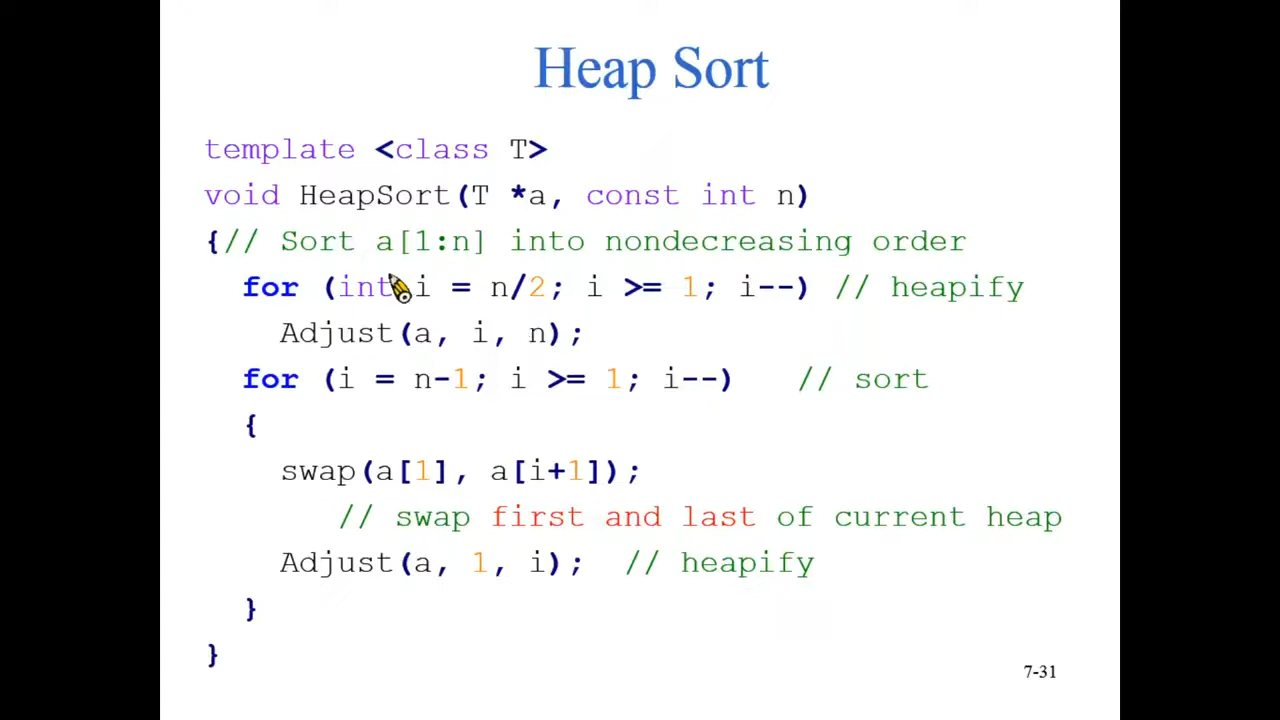 Heap Sort
template <class T>
void HeapSort(T *a, const int n)
{// Sort a[1:n] into nondecreasing order
for (int i = n/2; i >= 1; i--) // heapify
Adjust(a, i, n);
for (i = n-1; i >= 1; i--) // sort
{
swap(a[1], a[i+1]);
// swap first and last of current heap
Adjust(a, 1, i); // heapify
}
}
7-31